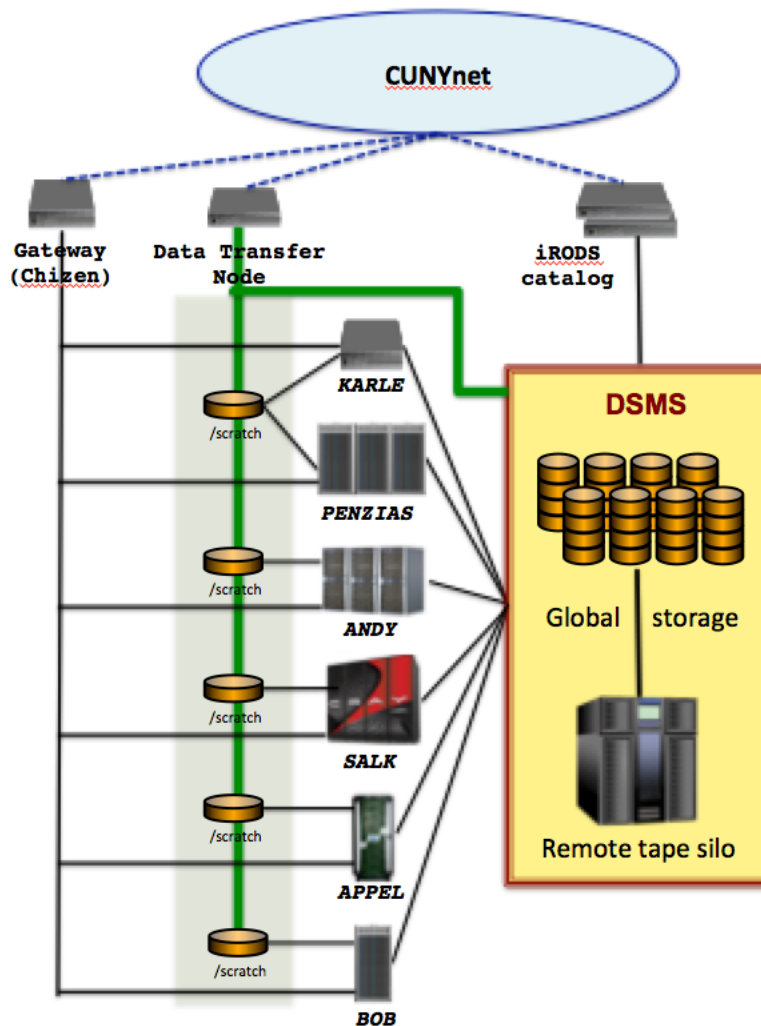 CUNYnet
Gateway
(Chizen)
Data Transfer
Node
iRODS
catalog
KARLE
/scratch
PENZIAS
/scratch
ANDY
/scratch
SALK
/scratch
APPEL
/scratch
BOB
DSMS
Global storage
Remote tape silo
CRAY